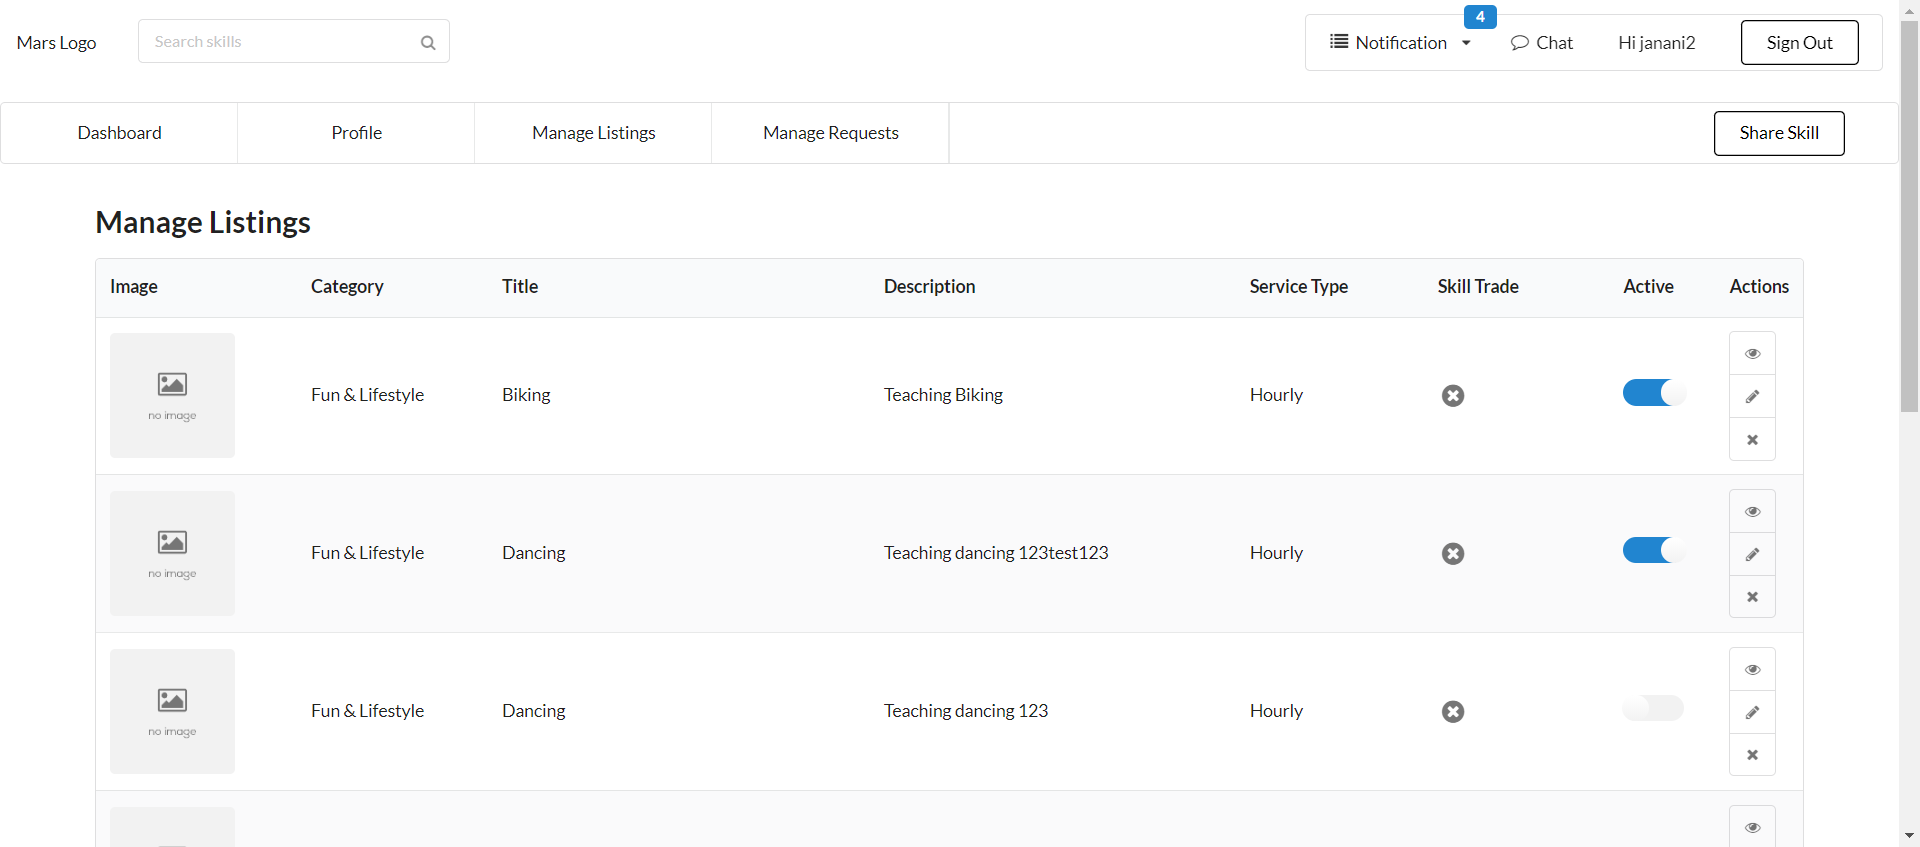 4
Mars Logo
Search skills
Notification
Chat
Hi janani2
Sign Out
Dashboard
Profile
Manage Listings
Manage Requests
Share Skill
Manage Listings
Image Category Title Description Service Type Skill Trade Active Actions
no image
Fun & Lifestyle Biking Teaching Biking Hourly
no image
Fun & Lifestyle Dancing Teaching dancing 123test123 Hourly
no image
Fun & Lifestyle Dancing Teaching dancing 123 Hourly